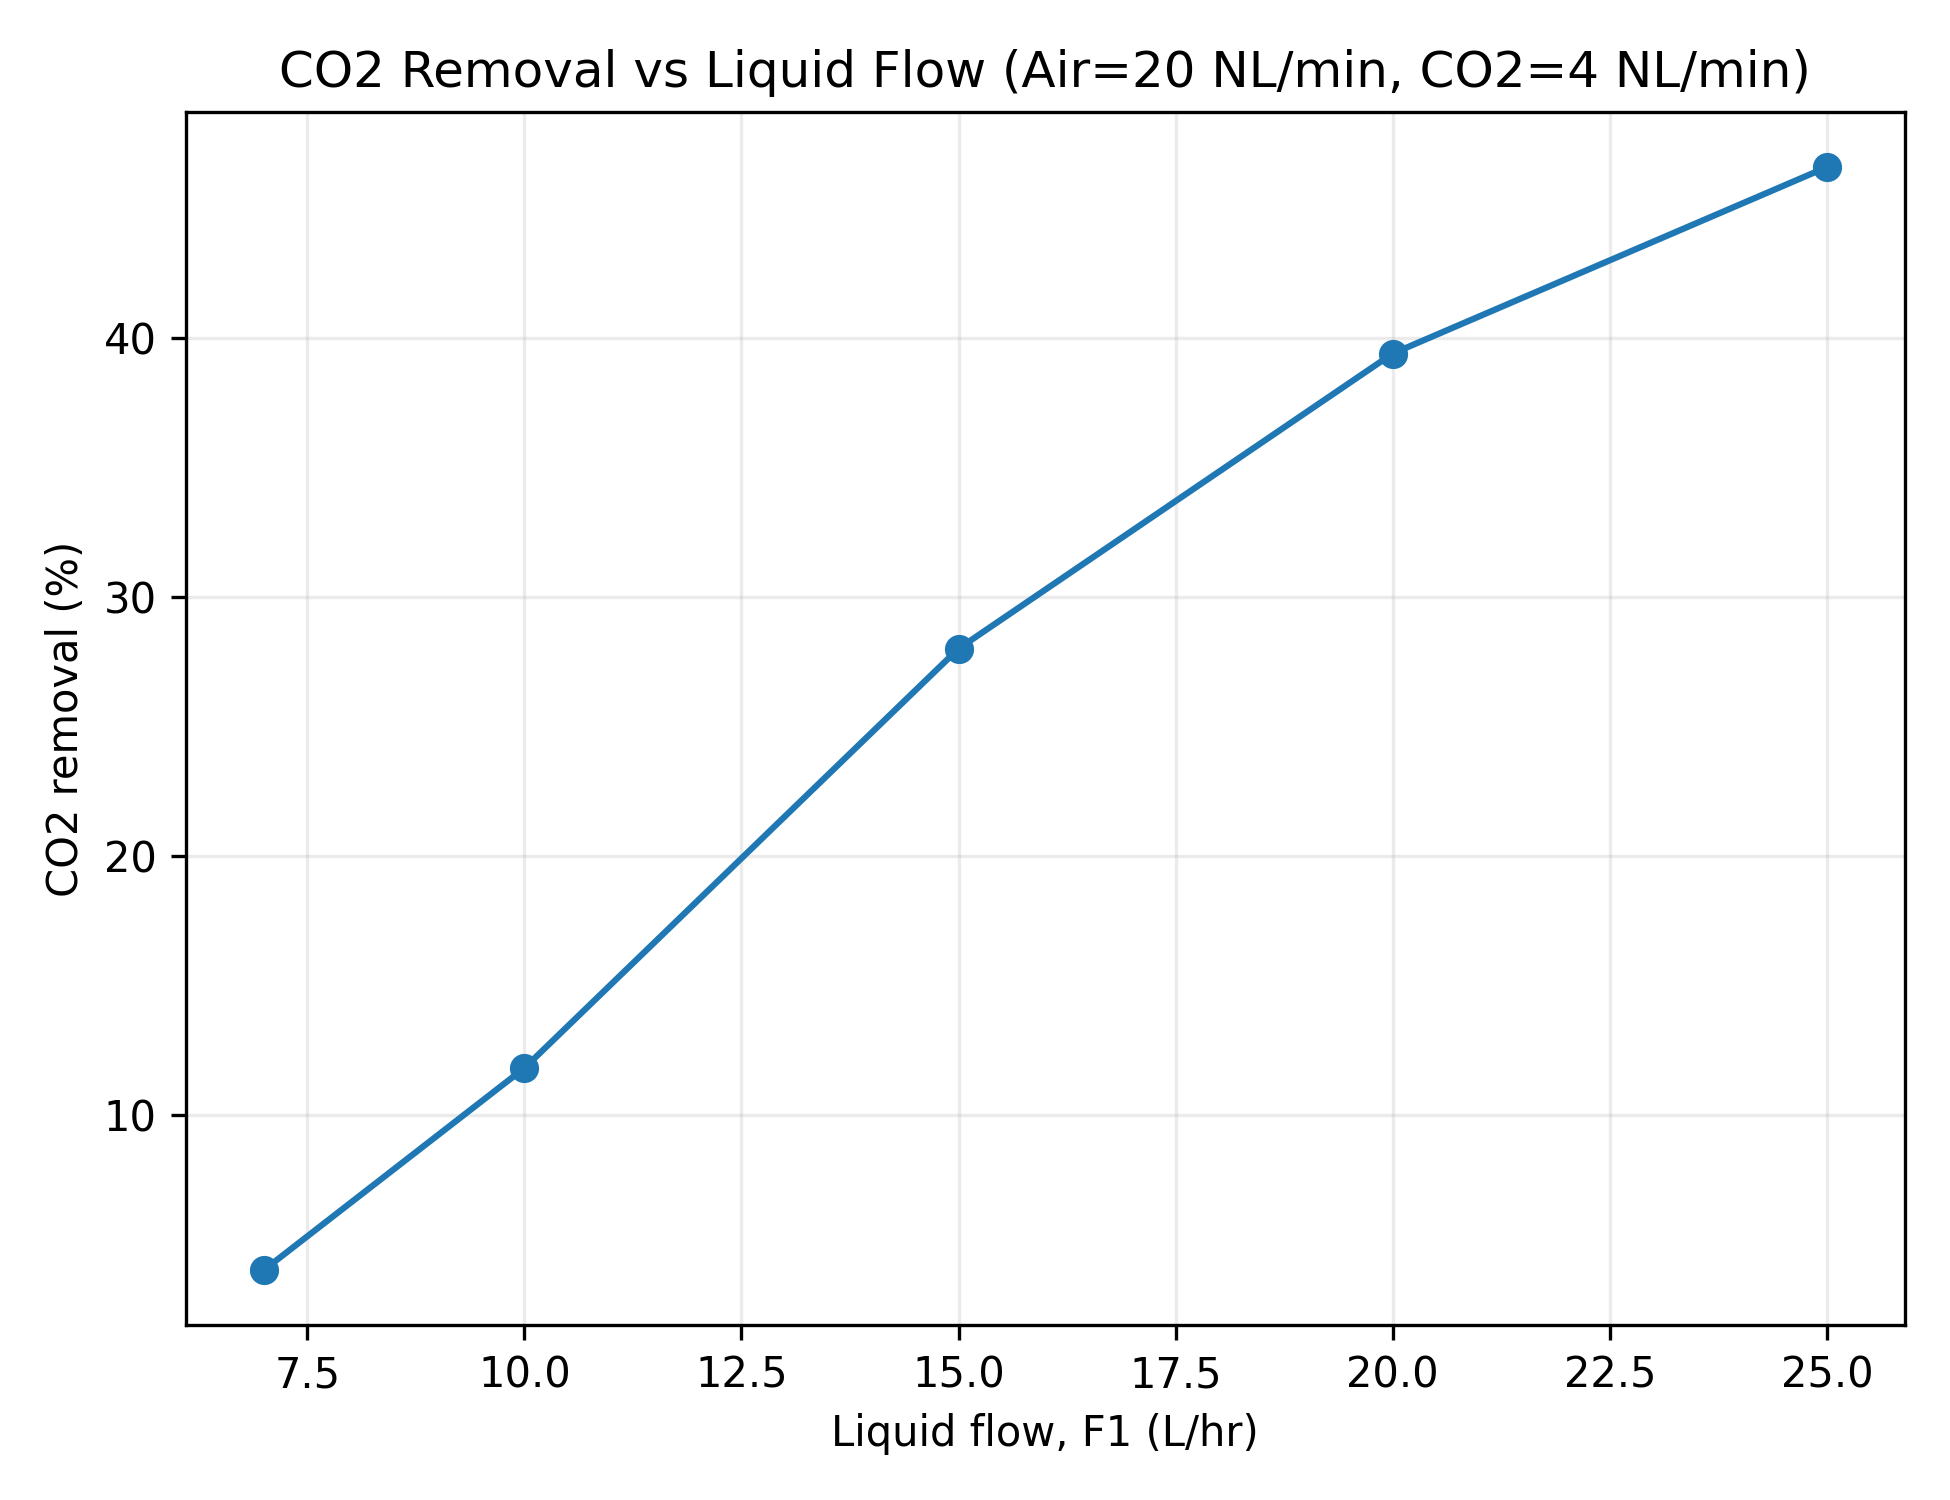 CO2 Removal vs Liquid Flow (Air=20 NL/min, CO2=4 NL/min)
CO2 removal (%)
40
30
20
10
7.5 10.0 12.5 15.0 17.5 20.0 22.5 25.0
Liquid flow, F1 (L/hr)